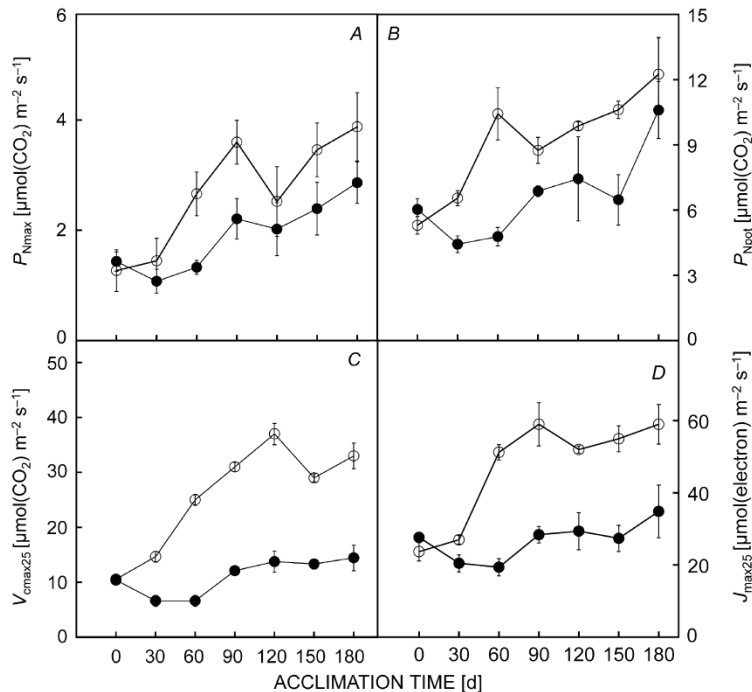 A
B
C
D
6
4
2
0
P_Nmax [µmol(CO₂) m⁻² s⁻¹]
15
12
9
6
3
0
P_Npot [µmol(CO₂) m⁻² s⁻¹]
50
40
30
20
10
0
V_cmax25 [µmol(CO₂) m⁻² s⁻¹]
60
40
20
0
J_max25 [µmol(electron) m⁻² s⁻¹]
0 30 60 90 120 150 180
0 30 60 90 120 150 180
ACCLIMATION TIME [d]